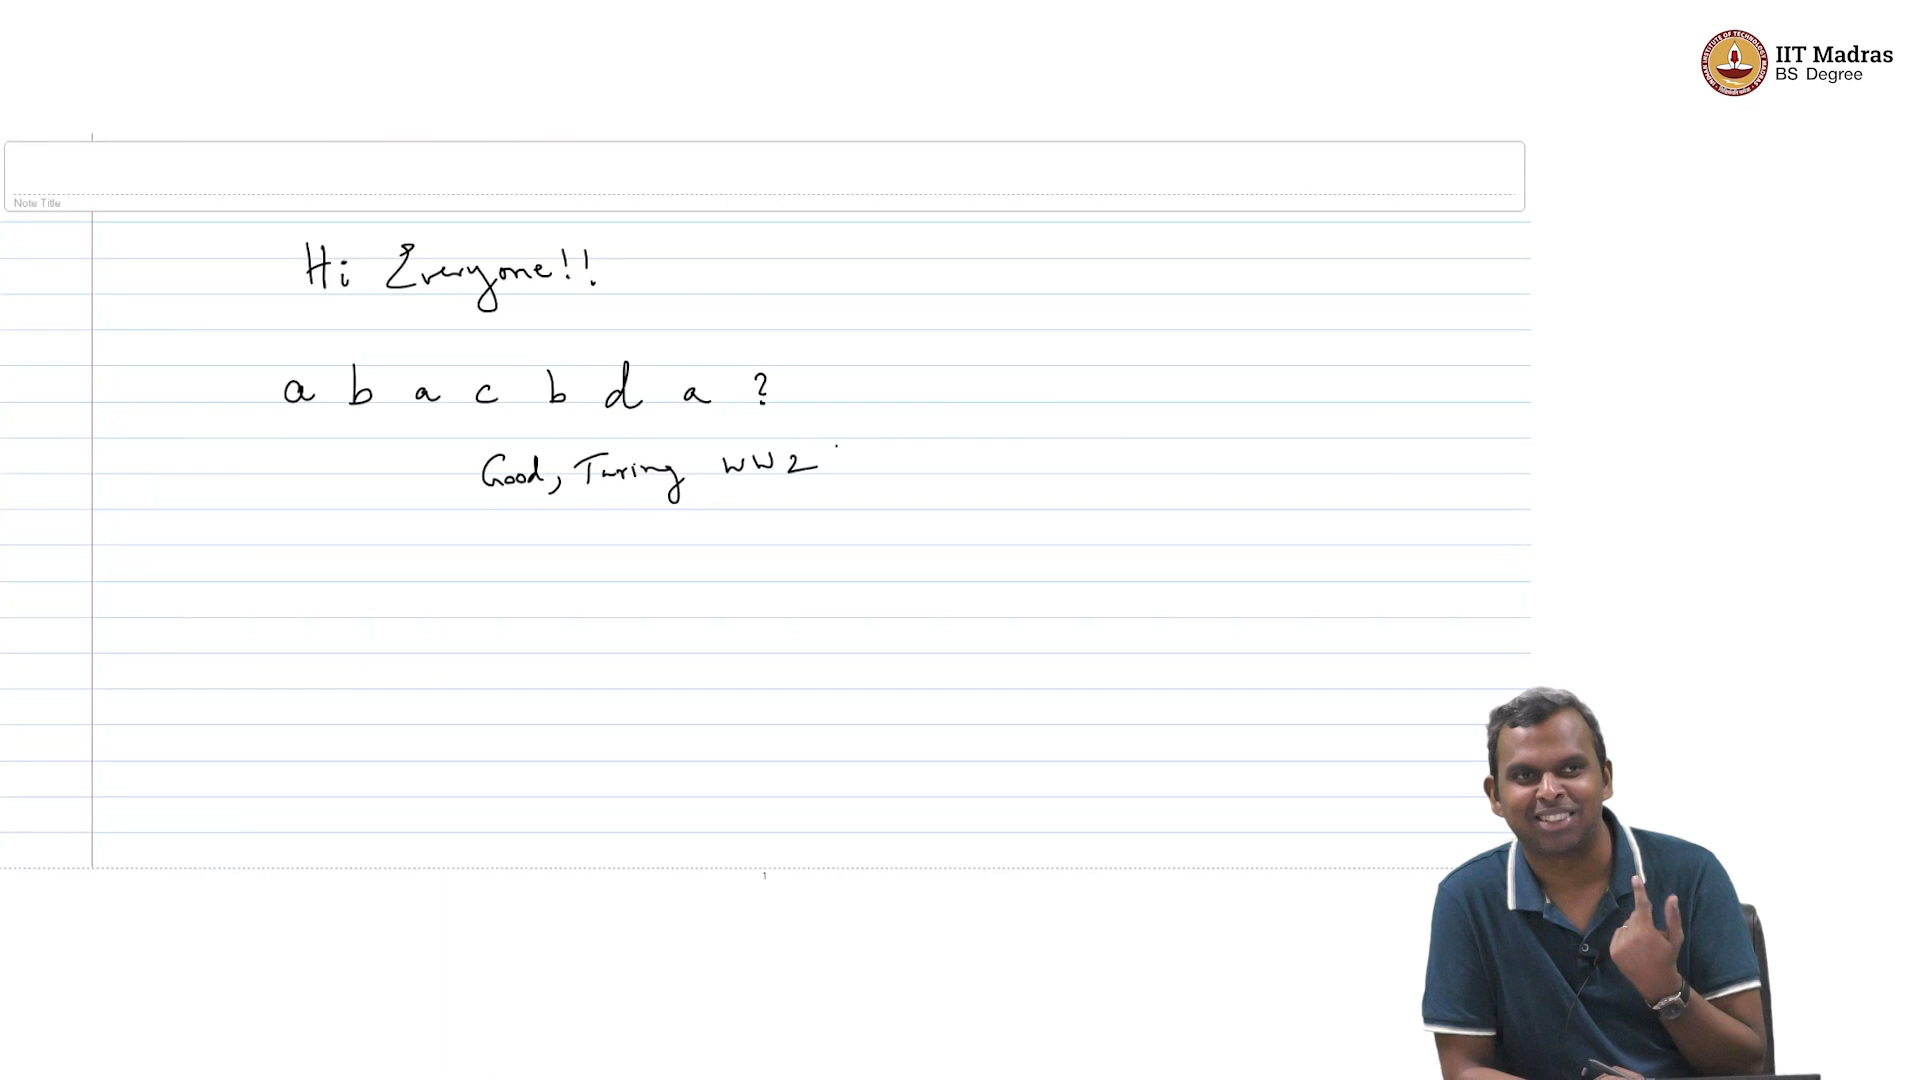 IIT Madras
BS Degree
Note Title
Hi Everyone!!
a b a c b d a ?
Good, Turing WW2
1